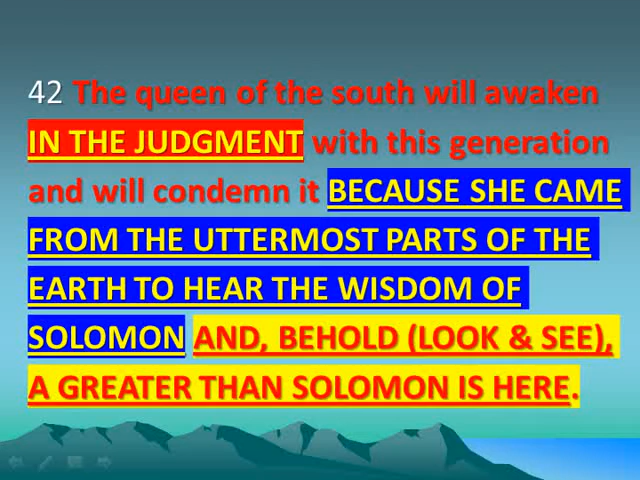 42 The queen of the south will awaken
IN THE JUDGMENT with this generation
and will condemn it BECAUSE SHE CAME
FROM THE UTTERMOST PARTS OF THE
EARTH TO HEAR THE WISDOM OF
SOLOMON AND, BEHOLD (LOOK & SEE),
A GREATER THAN SOLOMON IS HERE.